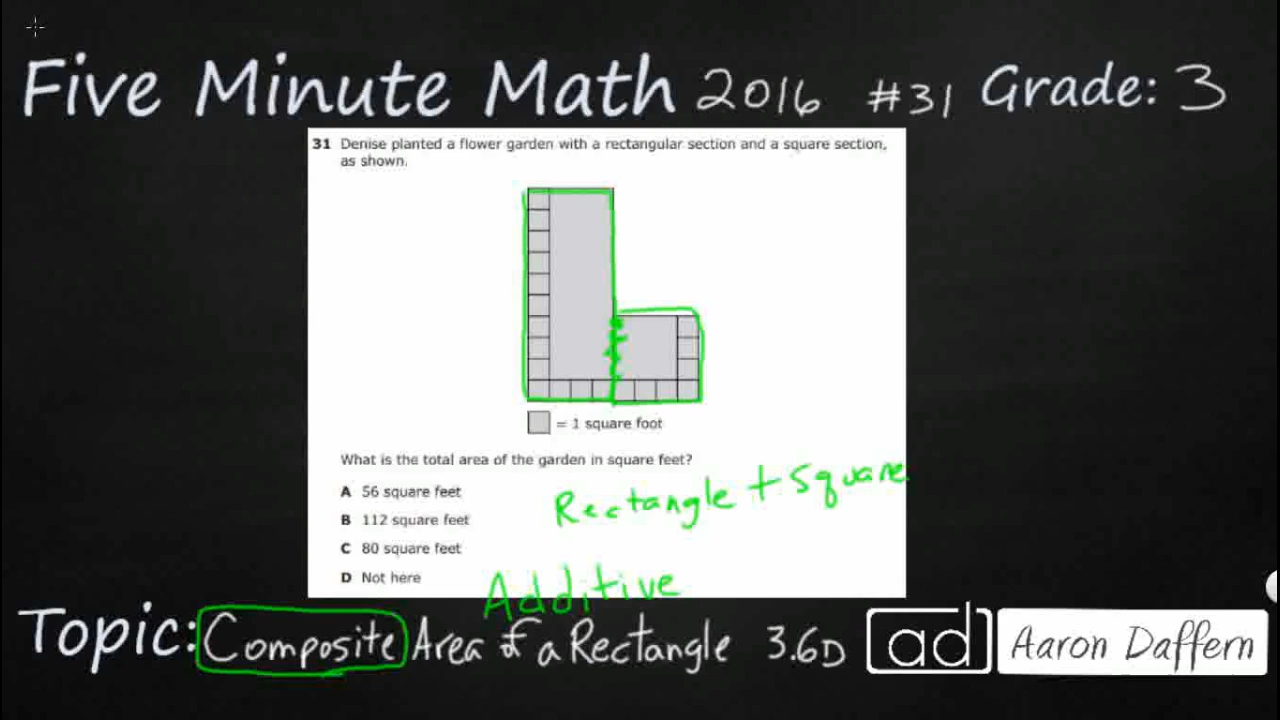 Five Minute Math 2016 #31 Grade: 3
31 Denise planted a flower garden with a rectangular section and a square section,
as shown.
= 1 square foot
What is the total area of the garden in square feet?
A 56 square feet
B 112 square feet
C 80 square feet
D Not here
Rectangle + Square
Additive
Topic: Composite Area of a Rectangle 3.6D ad Aaron Daffern